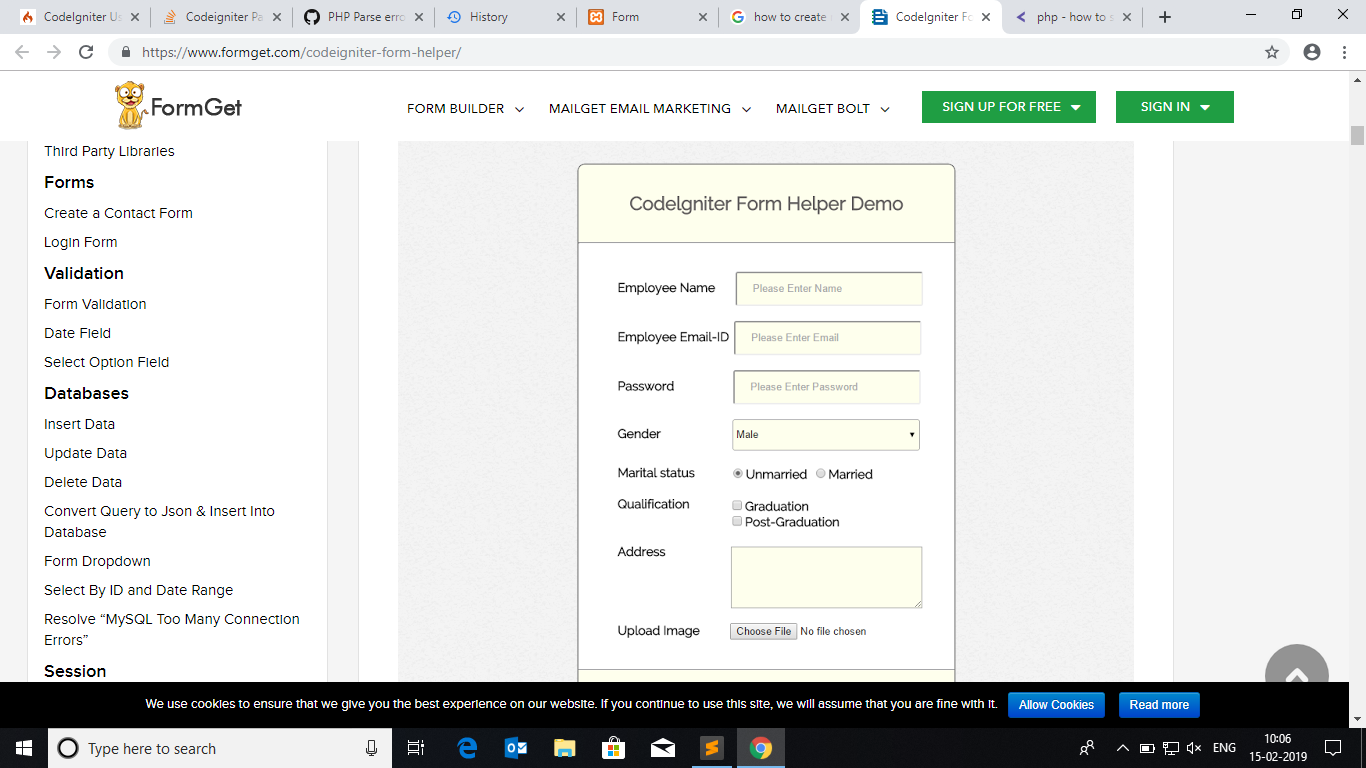 CodeIgniter Us
Codeigniter Pa
PHP Parse erro
History
Form
how to create
CodeIgniter Fo
php - how to s
https://www.formget.com/codeigniter-form-helper/
FormGet
FORM BUILDER
MAILGET EMAIL MARKETING
MAILGET BOLT
SIGN UP FOR FREE
SIGN IN
Third Party Libraries
Forms
Create a Contact Form
Login Form
Validation
Form Validation
Date Field
Select Option Field
Databases
Insert Data
Update Data
Delete Data
Convert Query to Json & Insert Into
Database
Form Dropdown
Select By ID and Date Range
Resolve “MySQL Too Many Connection
Errors”
Session
CodeIgniter Form Helper Demo
Employee Name Please Enter Name
Employee Email-ID Please Enter Email
Password Please Enter Password
Gender Male
Marital status Unmarried Married
Qualification Graduation
Post-Graduation
Address
Upload Image Choose File No file chosen
We use cookies to ensure that we give you the best experience on our website. If you continue to use this site, we will assume that you are fine with it. Allow Cookies Read more
Type here to search
ENG
10:06
15-02-2019